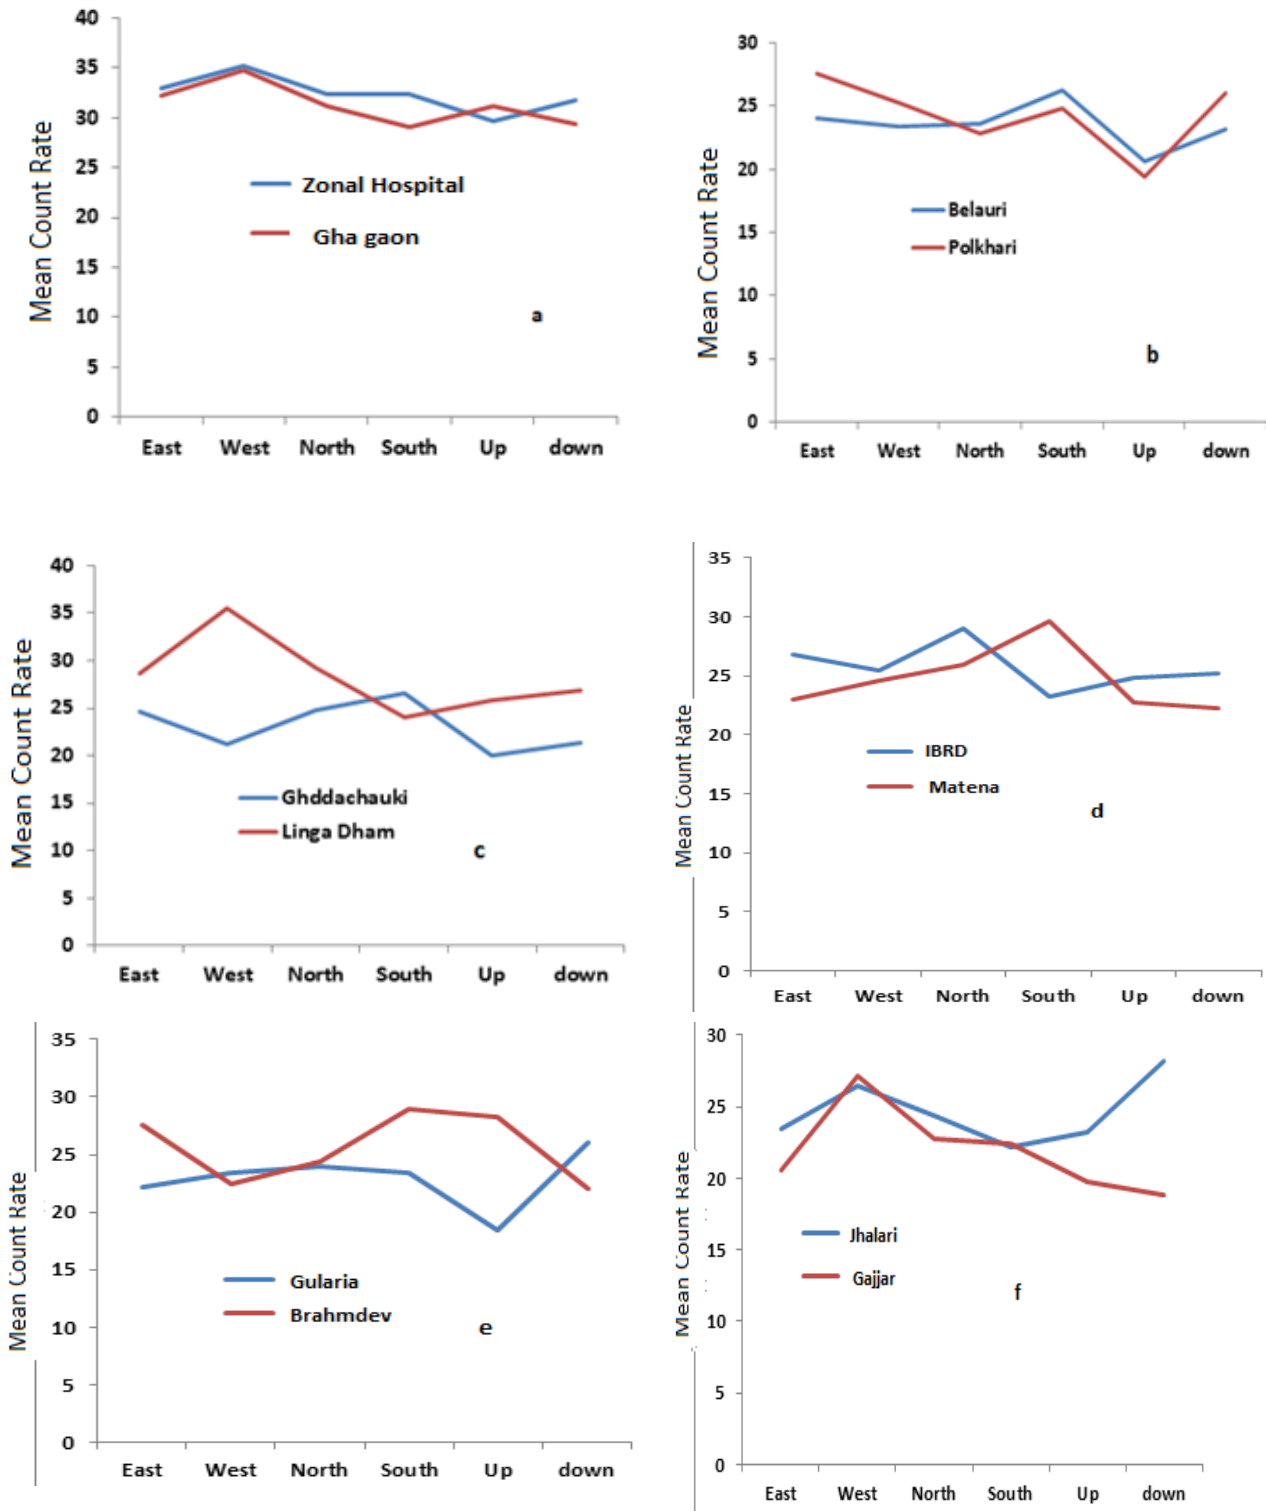 Mean Count Rate
40
35
30
25
20
15
10
5
0
East West North South Up down
Zonal Hospital
Gha gaon
a
Mean Count Rate
30
25
20
15
10
5
0
East West North South Up down
Belauri
Polkhari
b
Mean Count Rate
40
35
30
25
20
15
10
5
0
East West North South Up down
Ghddachauki
Linga Dham
c
Mean Count Rate
35
30
25
20
15
10
5
0
East West North South Up down
IBRD
Matena
d
Mean Count Rate
35
30
25
20
15
10
5
0
East West North South Up down
Gularia
Brahmdev
e
Mean Count Rate
30
25
20
15
10
5
0
East West North South Up down
Jhalari
Gajjar
f